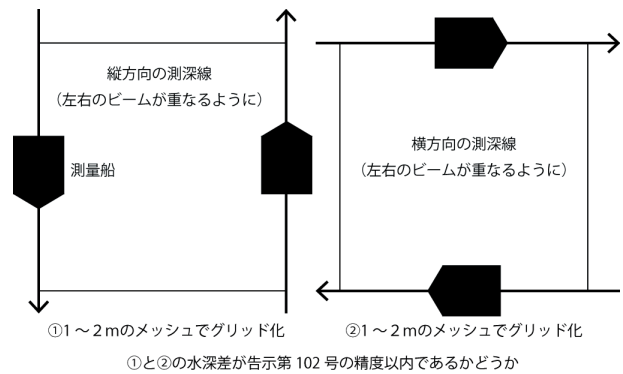 縦方向の測深線
（左右のビームが重なるように）
測量船
①1 ～ 2 mのメッシュでグリッド化
横方向の測深線
（左右のビームが重なるように）
②1 ～ 2 mのメッシュでグリッド化
①と②の水深差が告示第 102 号の精度以内であるかどうか